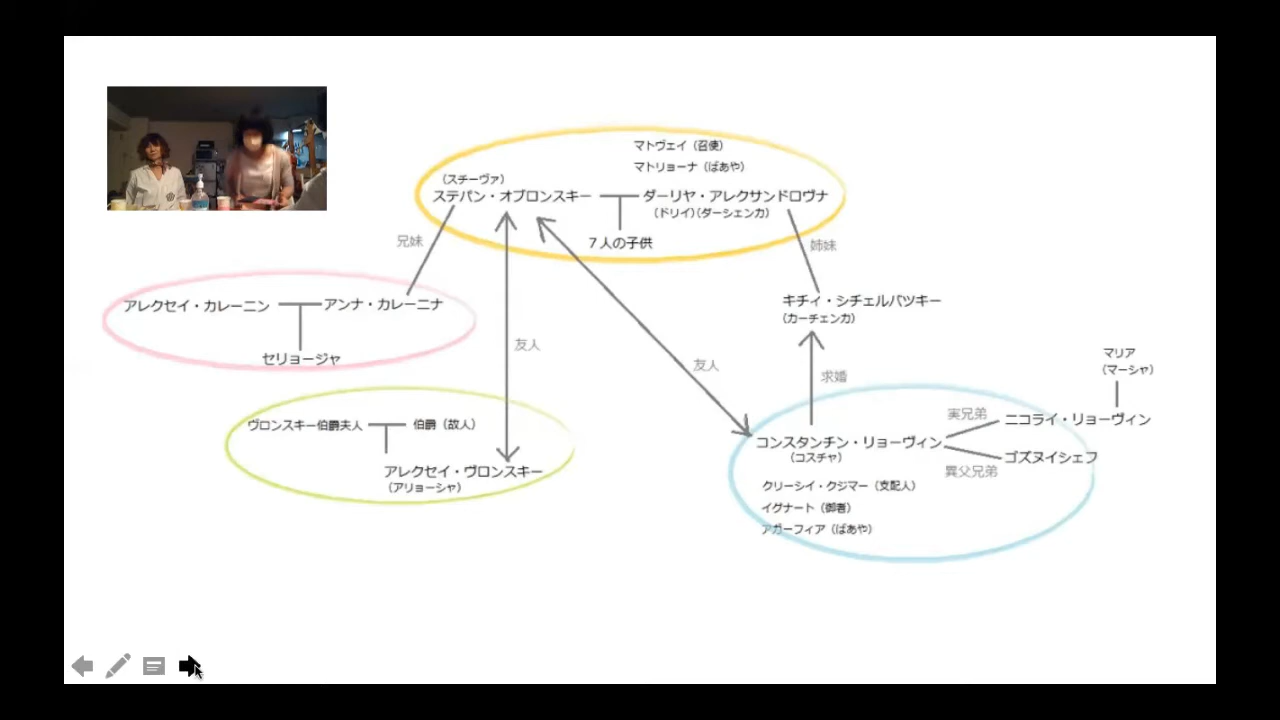 マトヴェイ（召使）
マトリョーナ（ばあや）
（スチーヴァ）
ステパン・オブロンスキー
ダーリヤ・アレクサンドロヴナ
（ドリイ）（ダーシェンカ）
７人の子供
兄妹
姉妹
アレクセイ・カレーニン
アンナ・カレーニナ
セリョージャ
キチィ・シチェルバツキー
（カーチェンカ）
友人
友人
求婚
マリア
（マーシャ）
ヴロンスキー伯爵夫人
伯爵（故人）
アレクセイ・ヴロンスキー
（アリョーシャ）
実兄弟
ニコライ・リョーヴィン
コンスタンチン・リョーヴィン
（コスチャ）
ゴズヌイシェフ
異父兄弟
クリーシイ・クジマー（支配人）
イグナート（御者）
アガーフィア（ばあや）